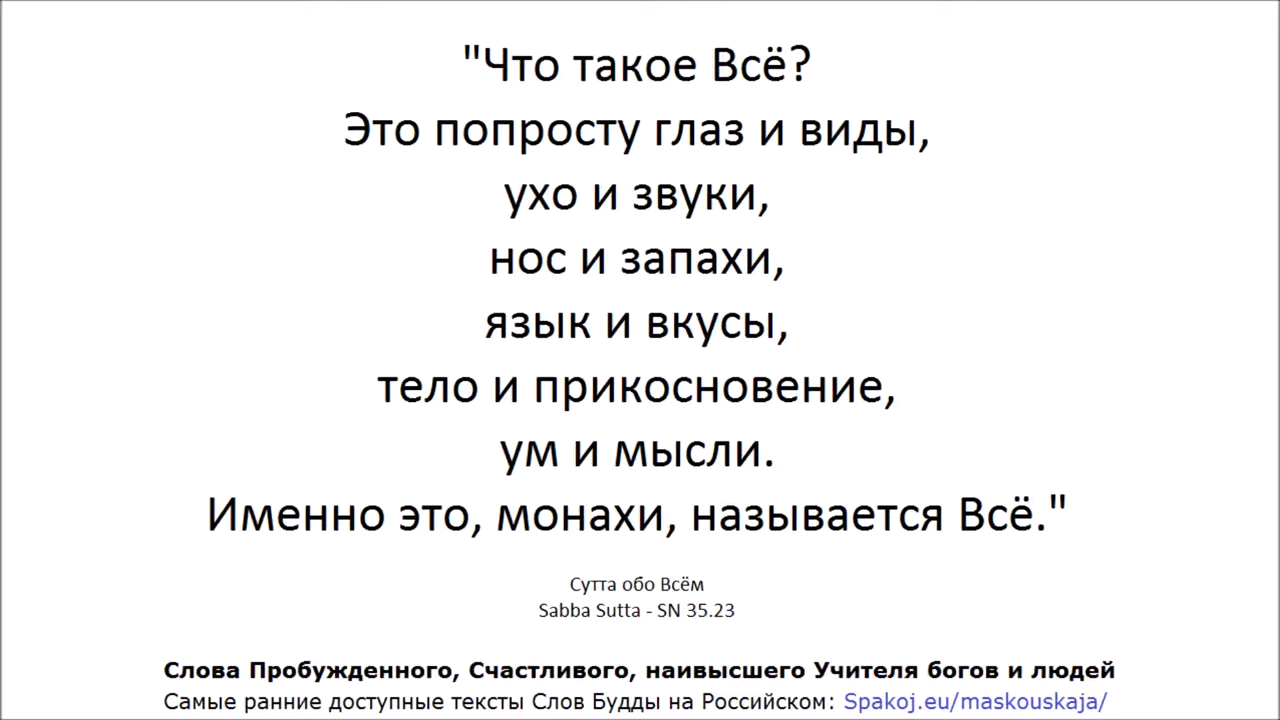 "Что такое Всё?
Это попросту глаз и виды,
ухо и звуки,
нос и запахи,
язык и вкусы,
тело и прикосновение,
ум и мысли.
Именно это, монахи, называется Всё."
Сутта обо Всём
Sabba Sutta - SN 35.23
Слова Пробужденного, Счастливого, наивысшего Учителя богов и людей
Самые ранние доступные тексты Слов Будды на Российском: Spakoj.eu/maskouskaja/